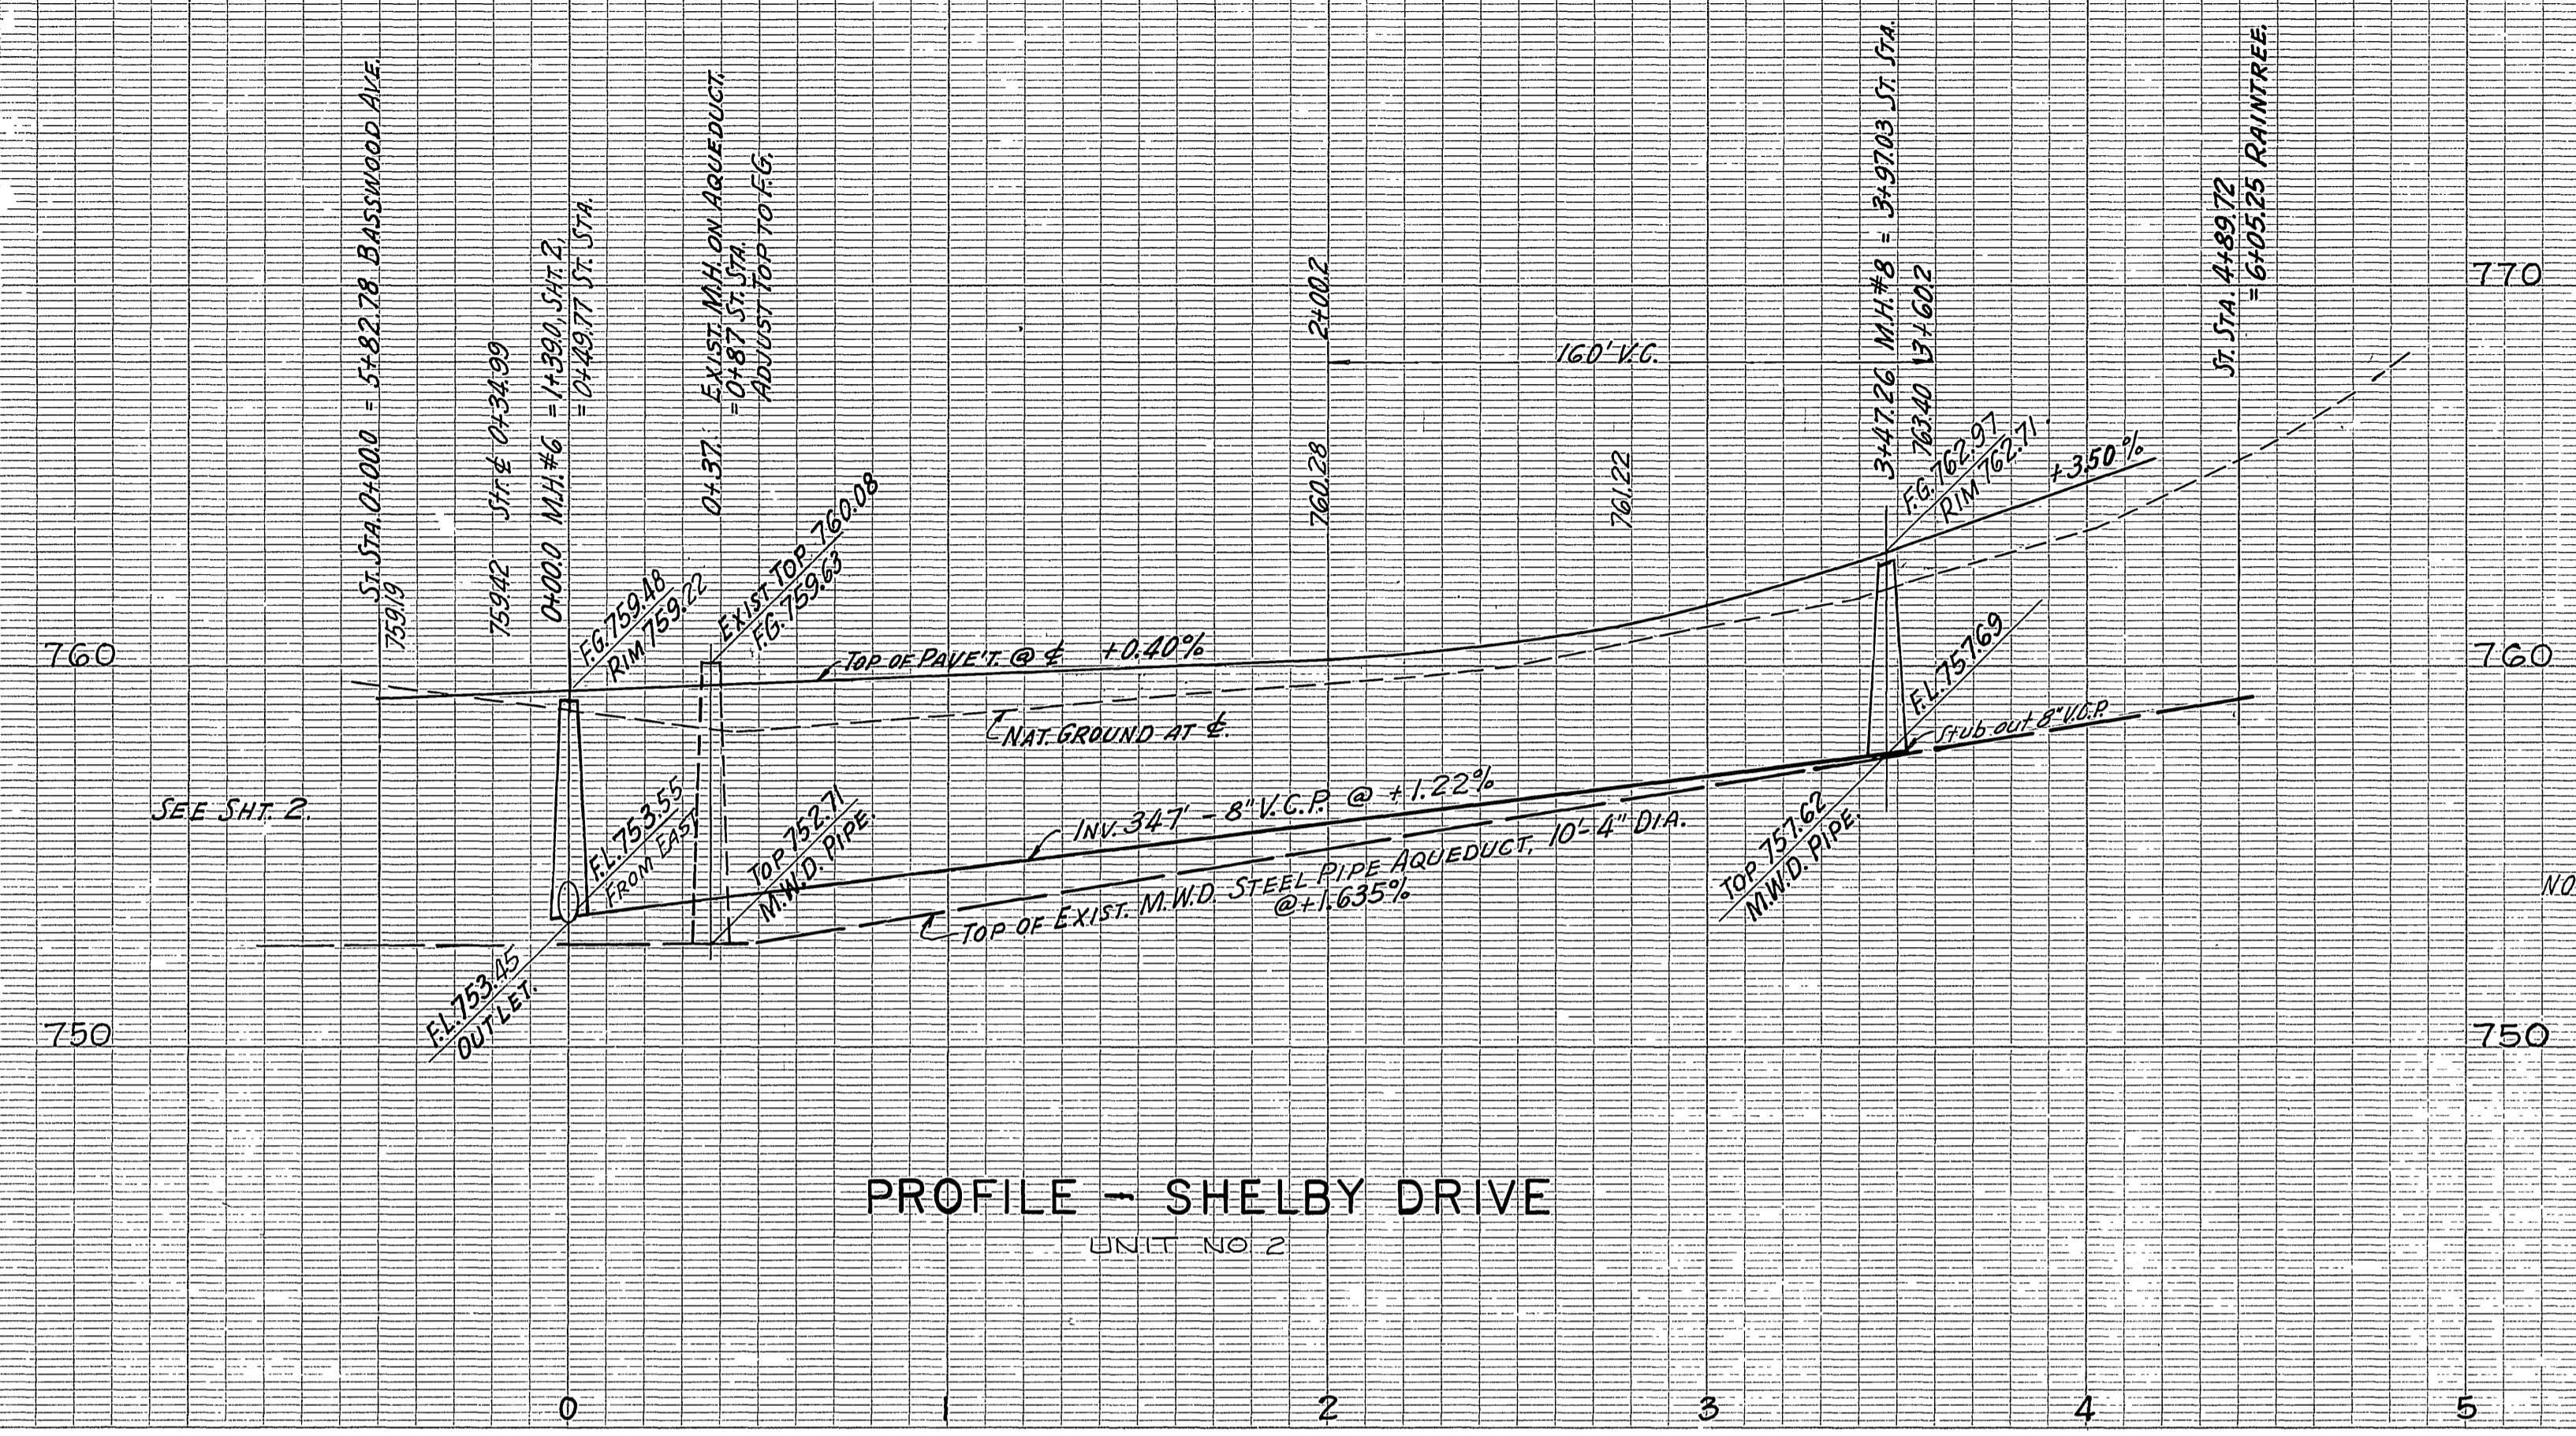 ST. STA. 0+00.0 = 5+82.78 BASSWOOD AVE.
759.19
Str. ℄ 0+34.99
759.42
0+00.0 M.H.#6 = 1+39.0, SHT. 2,
= 0+49.77 ST. STA.
0+37. EXIST. M.H. ON AQUEDUCT.
= 0+87 ST. STA.
ADJUST TOP TO F.G.
2+00.2
760.28
160' V.C.
761.22
3+47.26 M.H.#8 = 3+97.03 ST. STA.
763.40 3+60.2
ST. STA. 4+89.72
= 6+05.25 RAINTREE.
770
F.G. 759.48
RIM 759.22
EXIST TOP 760.08
F.G. 759.63
F.G. 762.97
RIM 762.71.
+3.50%
760
TOP OF PAVE'T. @ ℄ +0.40%
760
NAT. GROUND AT ℄.
F.L. 757.69
Stub out 8" V.C.P.
SEE SHT. 2.
F.L. 753.55
FROM EAST
TOP 752.71
M.W.D. PIPE.
INV. 347' - 8" V.C.P. @ +1.22%
TOP OF EXIST. M.W.D. STEEL PIPE AQUEDUCT, 10'-4" DIA.
@+1.635%
TOP 757.62
M.W.D. PIPE.
NO
F.L. 753.45
OUTLET.
750
750
PROFILE - SHELBY DRIVE
UNIT NO. 2
0 1 2 3 4 5